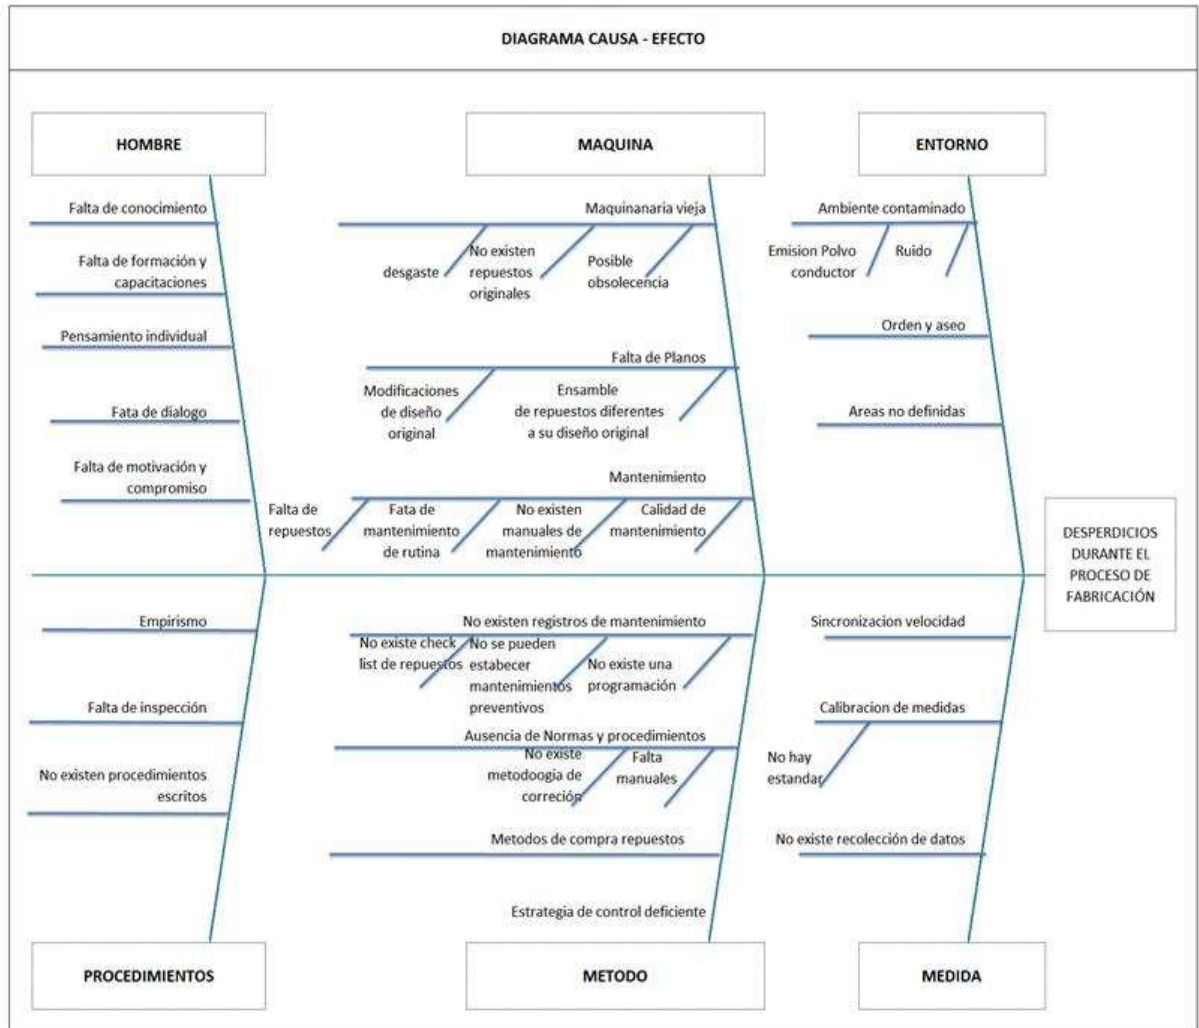 DIAGRAMA CAUSA - EFECTO
HOMBRE
Falta de conocimiento
Falta de formación y
capacitaciones
Pensamiento individual
Fata de dialogo
Falta de motivación y
compromiso
MAQUINA
Maquinanaria vieja
desgaste
No existen
repuestos
originales
Posible
obsolecencia
Falta de Planos
Modificaciones
de diseño
original
Ensamble
de repuestos diferentes
a su diseño original
Mantenimiento
Falta de
repuestos
Fata de
mantenimiento
de rutina
No existen
manuales de
mantenimiento
Calidad de
mantenimiento
ENTORNO
Ambiente contaminado
Emision Polvo
conductor
Ruido
Orden y aseo
Areas no definidas
DESPERDICIOS
DURANTE EL
PROCESO DE
FABRICACIÓN
Empirismo
Falta de inspección
No existen procedimientos
escritos
PROCEDIMIENTOS
No existen registros de mantenimiento
No existe check
list de repuestos
No se pueden
estabecer
mantenimientos
preventivos
No existe una
programación
Ausencia de Normas y procedimientos
No existe
metodoogia de
correción
Falta
manuales
Metodos de compra repuestos
Estrategia de control deficiente
METODO
Sincronizacion velocidad
Calibracion de medidas
No hay
estandar
No existe recolección de datos
MEDIDA